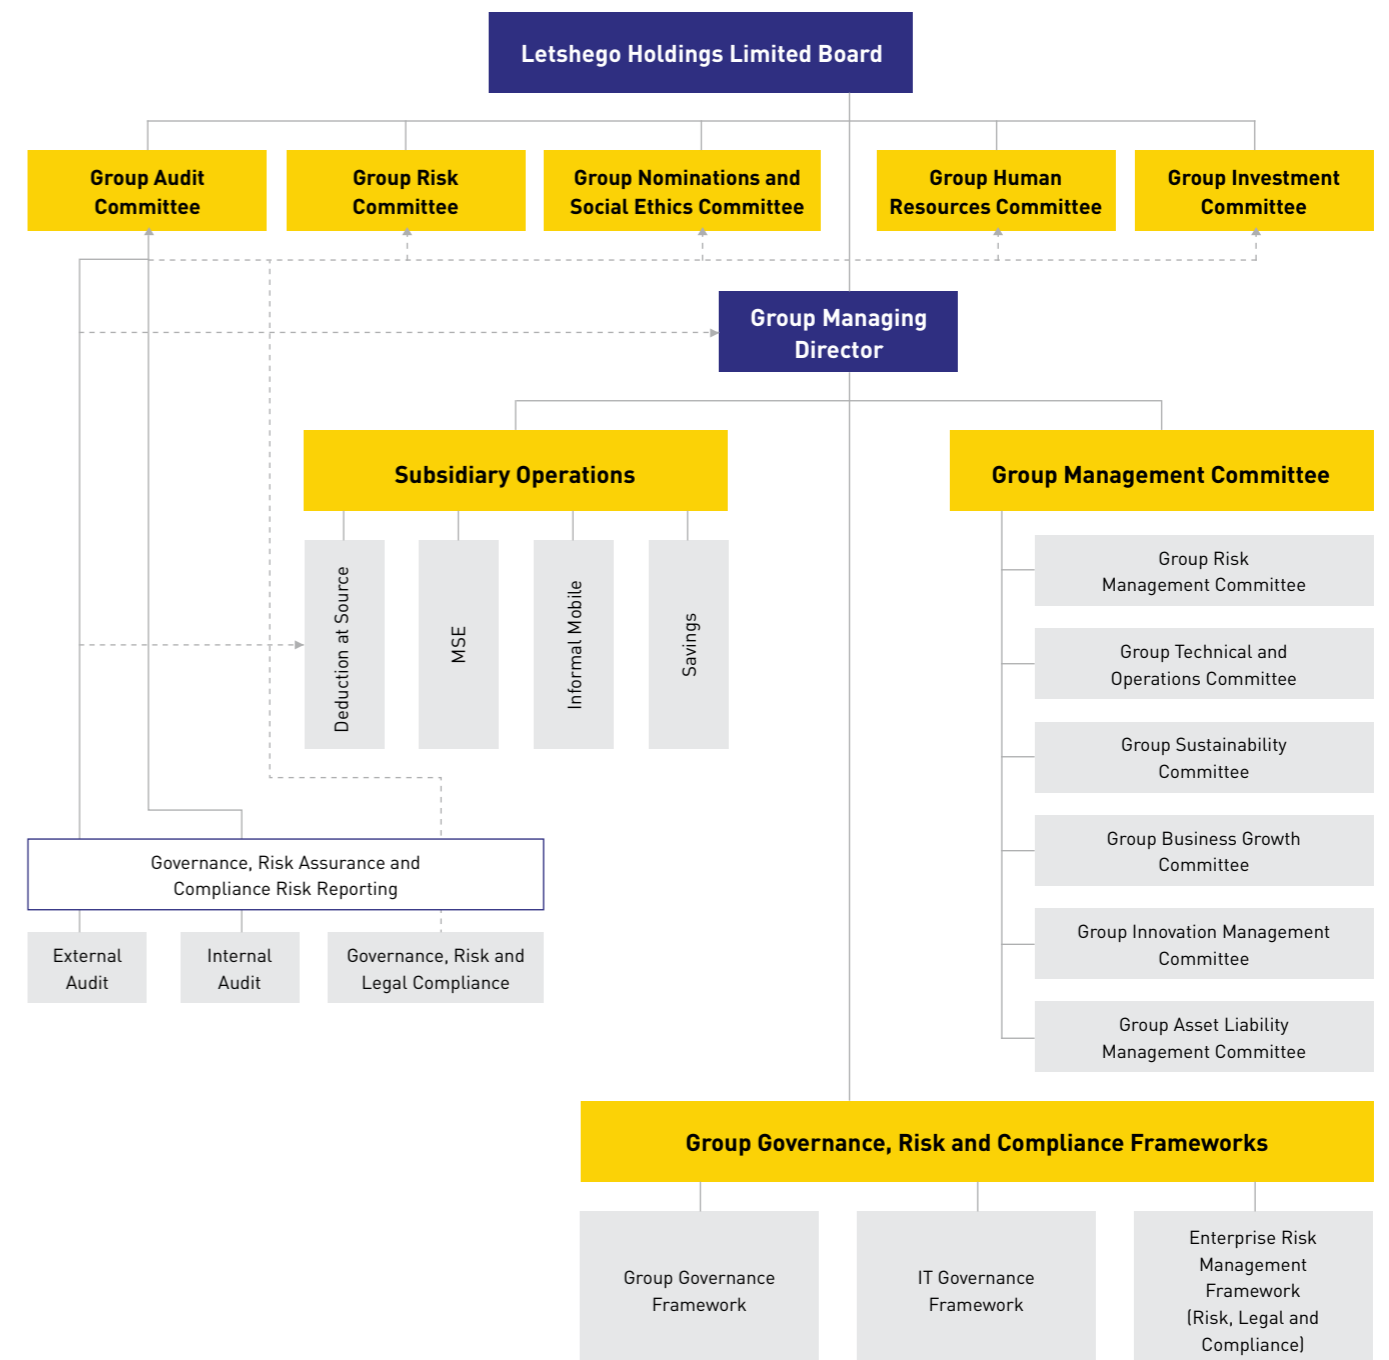 Letshego Holdings Limited Board
Group Audit
Committee
Group Risk
Committee
Group Nominations and
Social Ethics Committee
Group Human
Resources Committee
Group Investment
Committee
Group Managing
Director
Subsidiary Operations
Group Management Committee
Deduction at Source
MSE
Informal Mobile
Savings
Group Risk
Management Committee
Group Technical and
Operations Committee
Group Sustainability
Committee
Group Business Growth
Committee
Group Innovation Management
Committee
Group Asset Liability
Management Committee
Governance, Risk Assurance and
Compliance Risk Reporting
External
Audit
Internal
Audit
Governance, Risk and
Legal Compliance
Group Governance, Risk and Compliance Frameworks
Group Governance
Framework
IT Governance
Framework
Enterprise Risk
Management
Framework
(Risk, Legal and
Compliance)